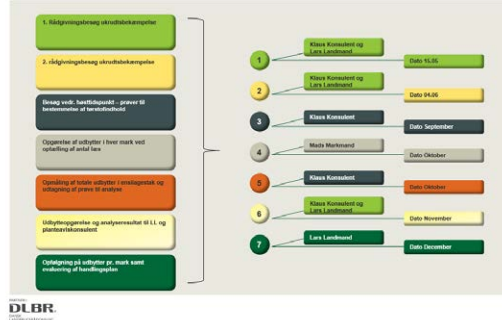 1. Rådgivningsbesøg ukrudtsbekæmpelse
2. rådgivningsbesøg ukrudtsbekæmpelse
Besøg vedr. høsttidspunkt – prøver til
bestemmelse af tørstofindhold
Opgørelse af udbytter i hver mark ved
optælling af antal læs
Opmåling af totale udbytter i ensilagestak og
udtagning af prøve til analyse
Udbytteopgørelse og analyseresultat til LL og
planteavlskonsulent
Opfølgning på udbytter pr. mark samt
evaluering af handlingsplan
1
Klaus Konsulent og
Lars Landmand
Dato 15.05
2
Klaus Konsulent og
Lars Landmand
Dato 04.06
3
Klaus Konsulent
Dato September
4
Mads Markmand
Dato Oktober
5
Klaus Konsulent
Dato Oktober
6
Klaus Konsulent og
Lars Landmand
Dato November
7
Lars Landmand
Dato December
DLBR.